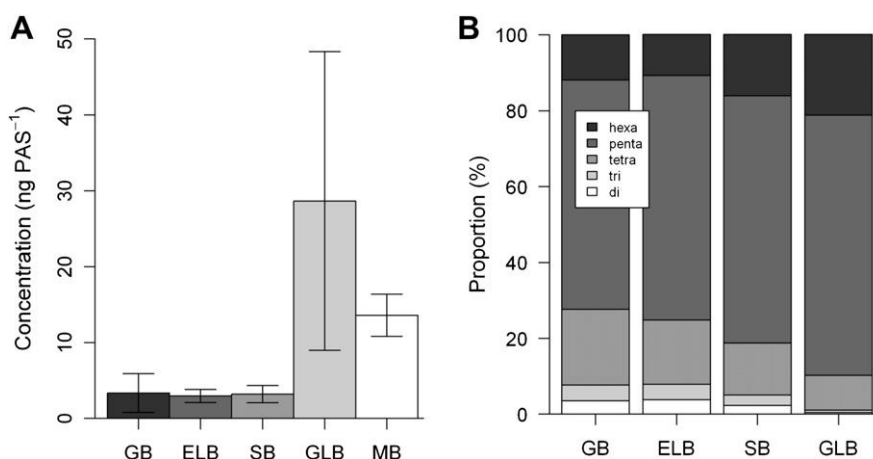 A
Concentration (ng PAS⁻¹)
50
40
30
20
10
0
GB ELB SB GLB MB
B
Proportion (%)
100
80
60
40
20
0
hexa
penta
tetra
tri
di
GB ELB SB GLB